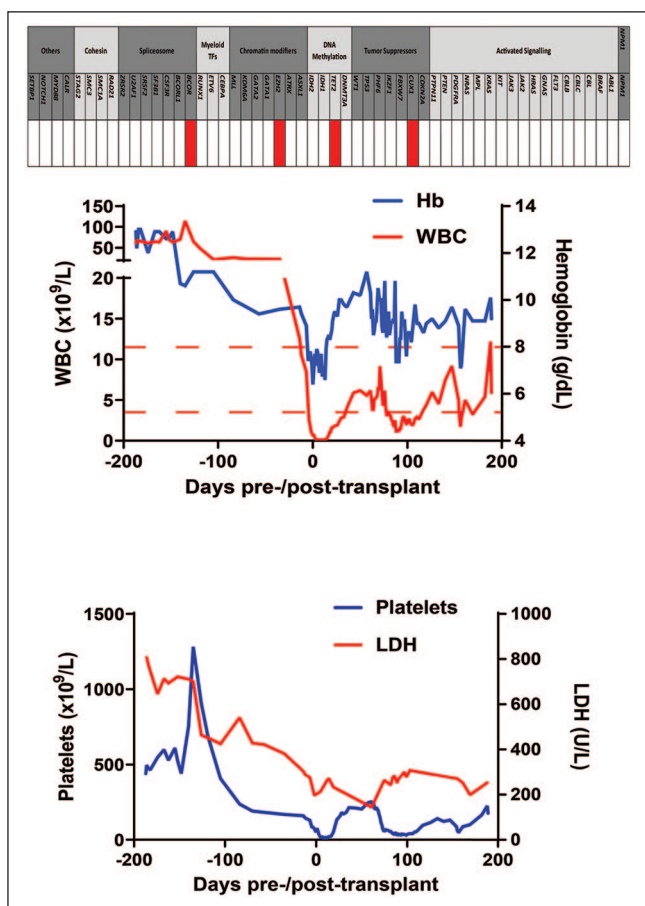 Others Cohesin Spliceosome Myeloid TFs Chromatin modifiers DNA Methylation Tumor Suppressors Activated Signalling NPM1
SETBP1 NOTCH1 MYD88 CALR STAG2 SMC3 SMC1A RAD21 ZRSR2 U2AF1 SRSF2 SF3B1 CSF3R BCORL1 BCOR RUNX1 ETV6 CEBPA MLL KDM6A GATA2 GATA1 EZH2 ATRX ASXL1 IDH2 IDH1 TET2 DNMT3A WT1 TP53 PHF6 IKZF1 FBXW7 CUX1 CDKN2A PTPN11 PTEN PDGFRA NRAS MPL KRAS KIT JAK3 JAK2 HRAS GNAS FLT3 CBLB CBLC CBL BRAF ABL1 NPM1
Hb
WBC
WBC (x10⁹/L)
150
100
50
20
15
10
5
0
Hemoglobin (g/dL)
14
12
10
8
6
4
-200 -100 0 100 200
Days pre-/post-transplant
Platelets
LDH
Platelets (x10⁹/L)
1500
1000
500
0
LDH (U/L)
1000
800
600
400
200
0
-200 -100 0 100 200
Days pre-/post-transplant